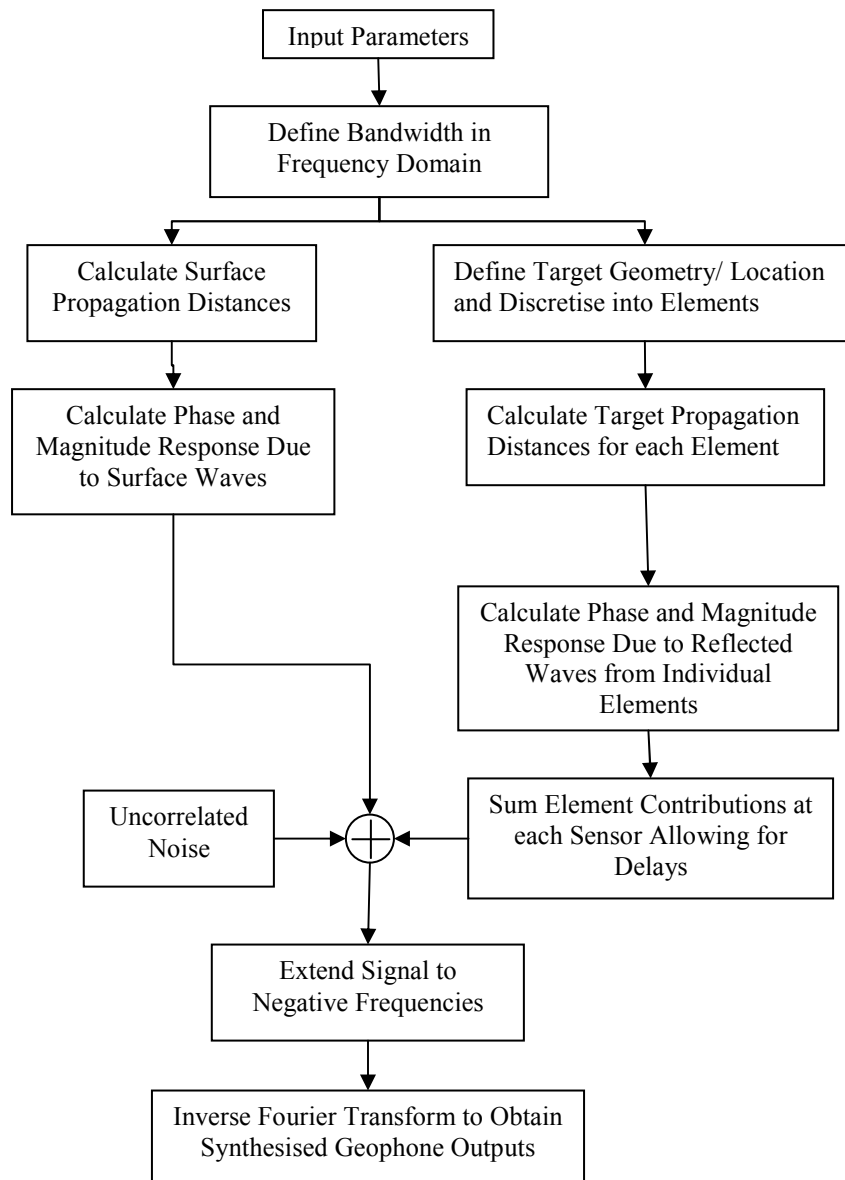 Input Parameters
Define Bandwidth in
Frequency Domain
Calculate Surface
Propagation Distances
Define Target Geometry/ Location
and Discretise into Elements
Calculate Phase and
Magnitude Response Due
to Surface Waves
Calculate Target Propagation
Distances for each Element
Calculate Phase and Magnitude
Response Due to Reflected
Waves from Individual
Elements
Uncorrelated
Noise
Sum Element Contributions at
each Sensor Allowing for
Delays
Extend Signal to
Negative Frequencies
Inverse Fourier Transform to Obtain
Synthesised Geophone Outputs